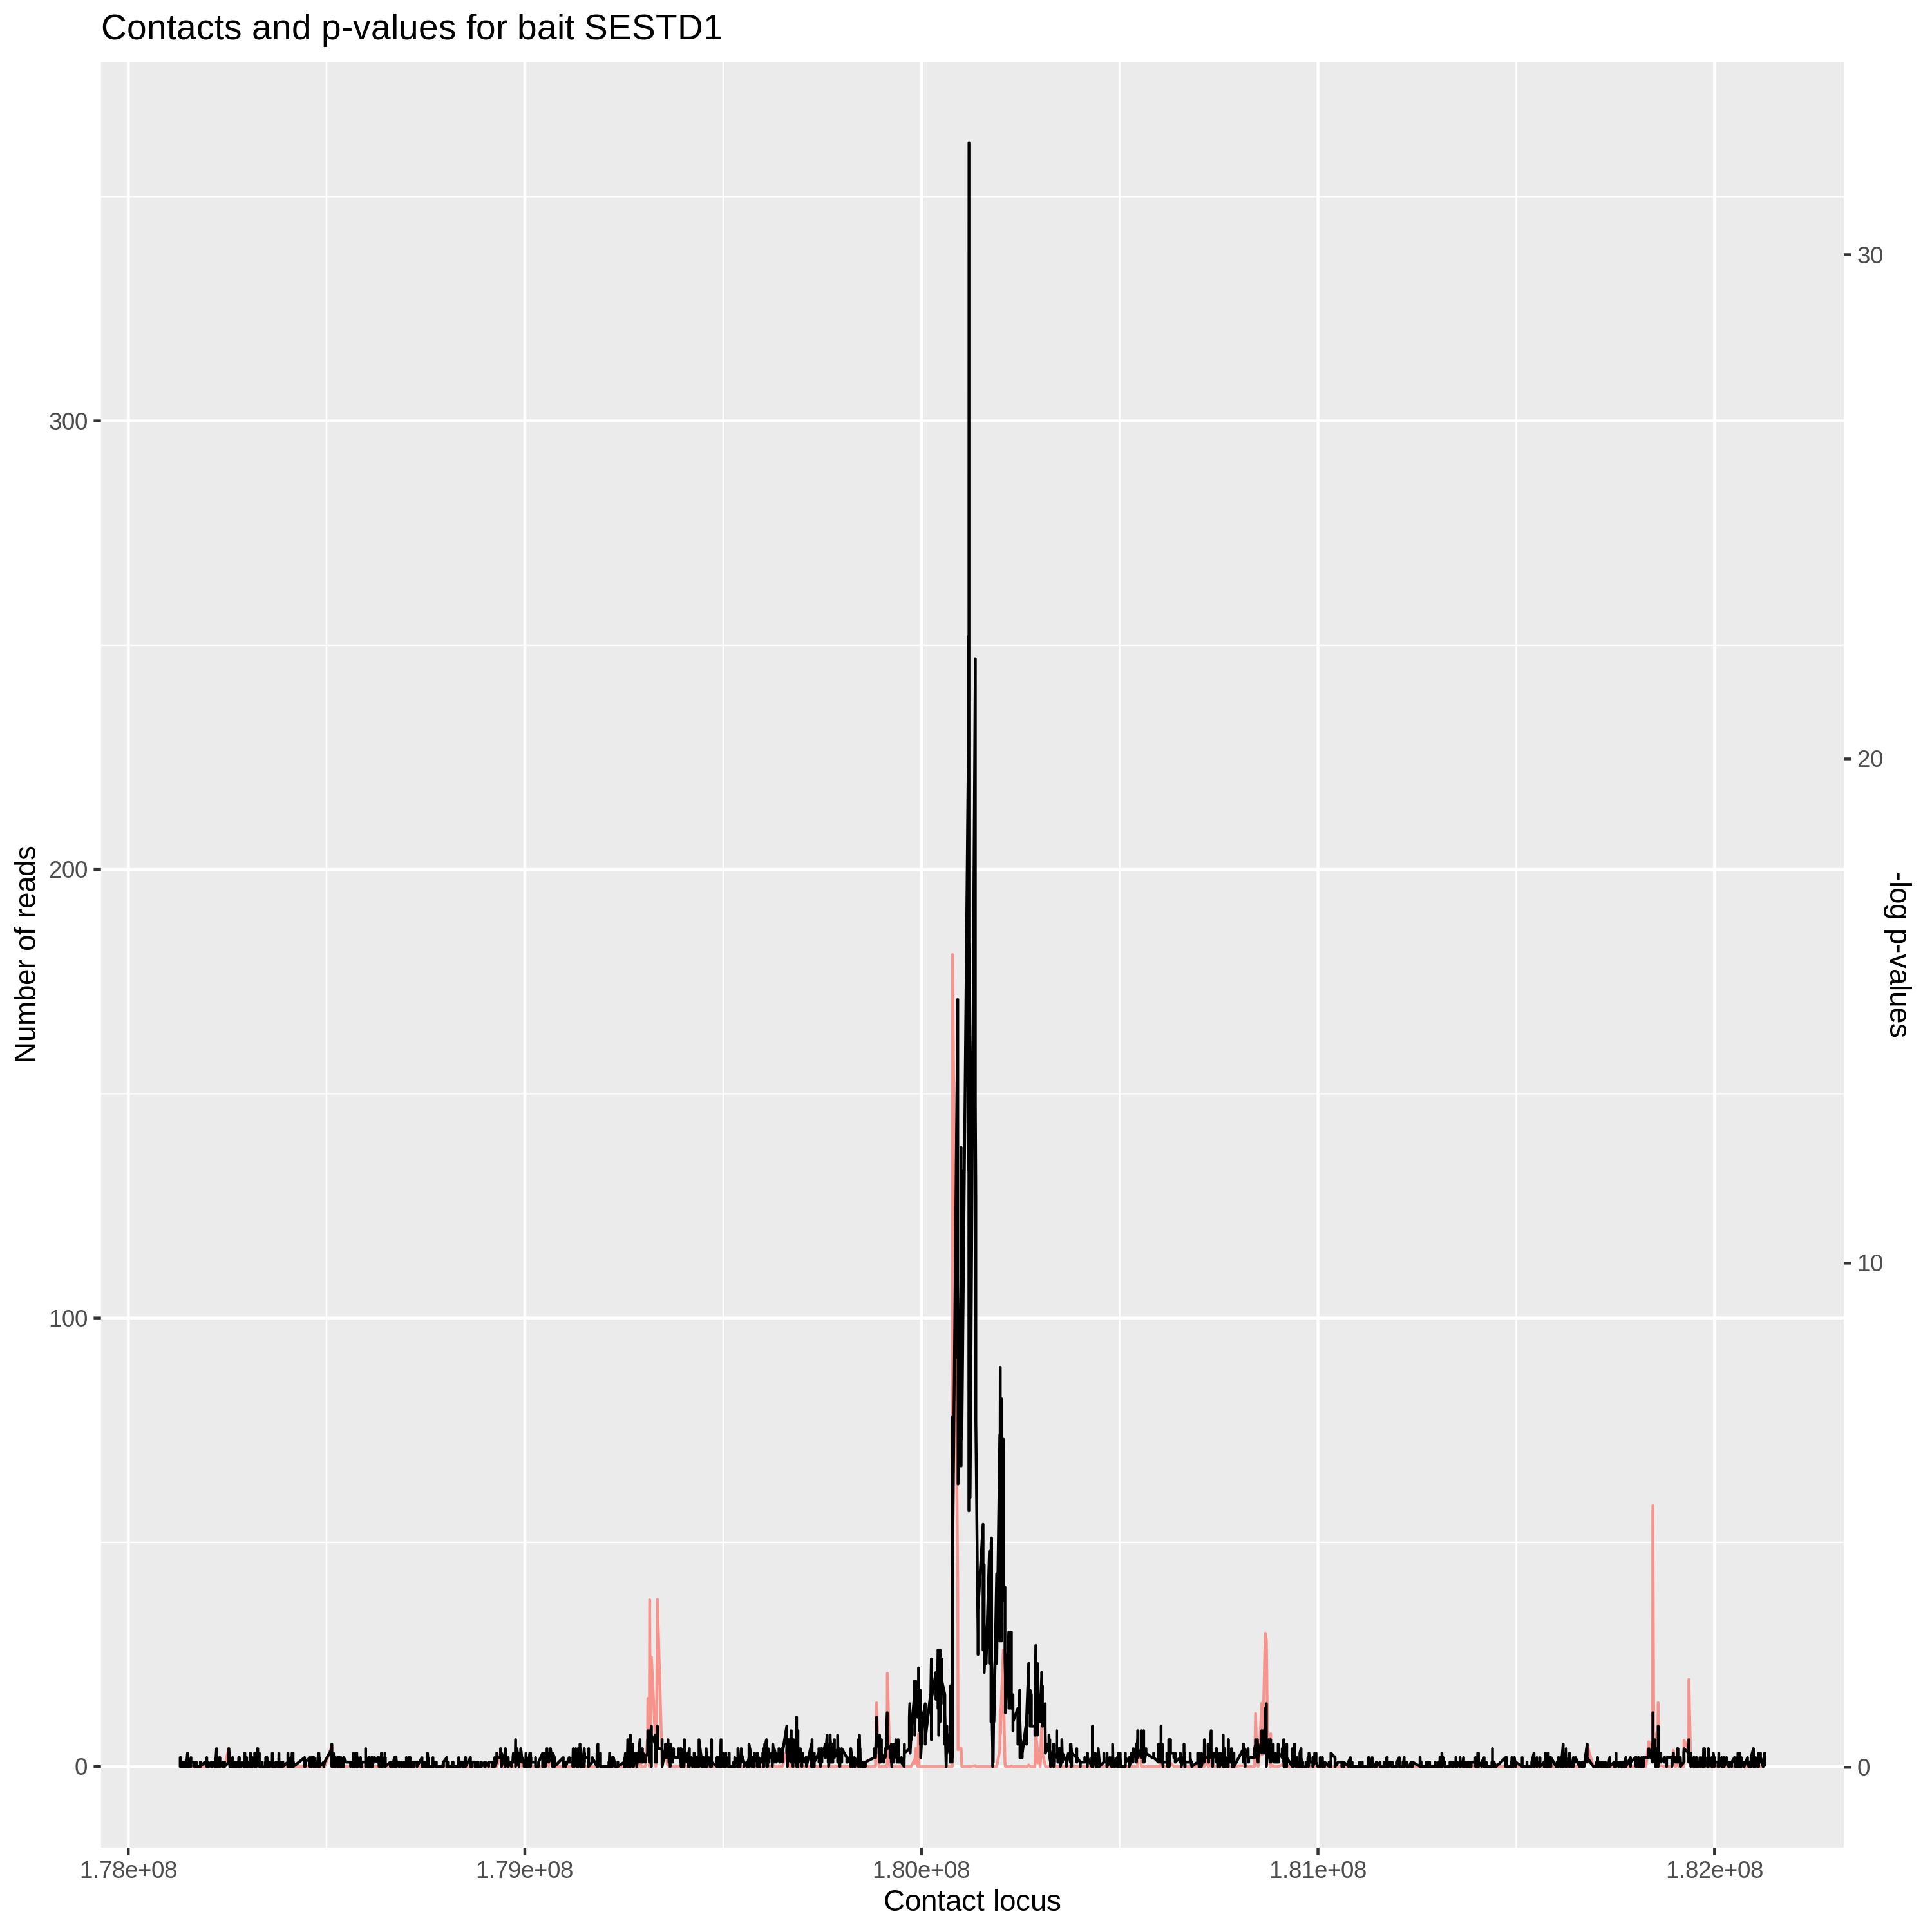 Contacts and p-values for bait SESTD1
Number of reads
300
200
100
0
30
20
10
0
-log p-values
1.78e+08
1.79e+08
1.80e+08
1.81e+08
1.82e+08
Contact locus